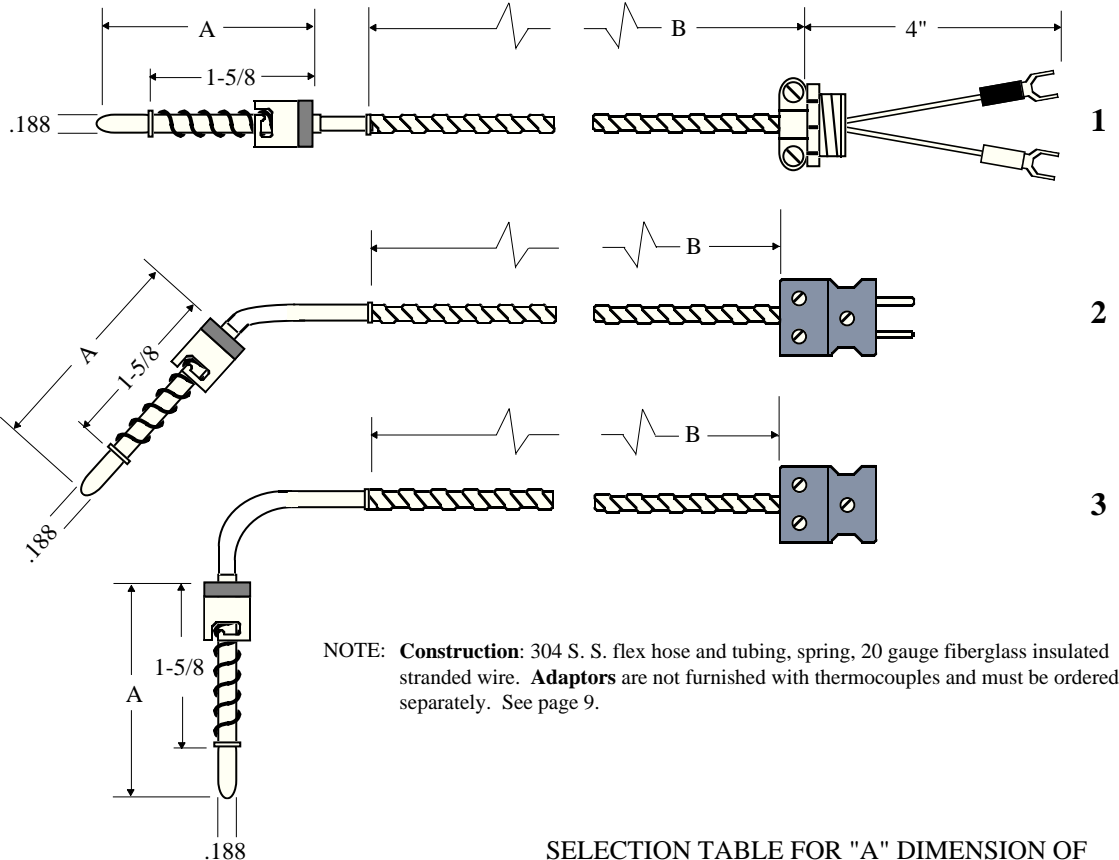 A
B
4"
1-5/8
.188
1
B
2
A
1-5/8
.188
B
3
1-5/8
A
.188
NOTE: Construction: 304 S. S. flex hose and tubing, spring, 20 gauge fiberglass insulated
stranded wire. Adaptors are not furnished with thermocouples and must be ordered
separately. See page 9.
SELECTION TABLE FOR "A" DIMENSION OF